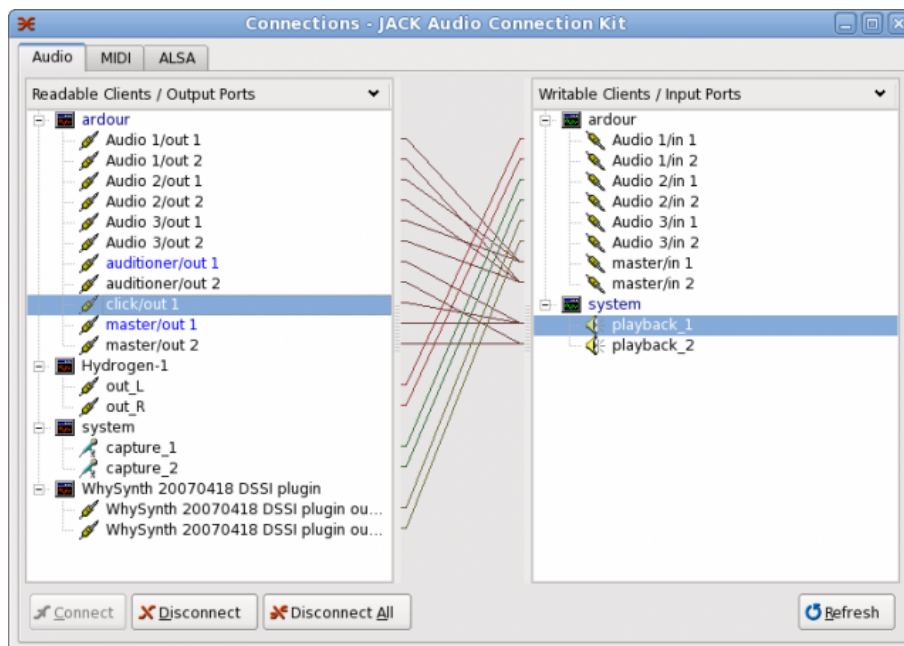 Connections - JACK Audio Connection Kit
Audio MIDI ALSA
Readable Clients / Output Ports
ardour
Audio 1/out 1
Audio 1/out 2
Audio 2/out 1
Audio 2/out 2
Audio 3/out 1
Audio 3/out 2
auditioner/out 1
auditioner/out 2
click/out 1
master/out 1
master/out 2
Hydrogen-1
out_L
out_R
system
capture_1
capture_2
WhySynth 20070418 DSSI plugin
WhySynth 20070418 DSSI plugin ou...
WhySynth 20070418 DSSI plugin ou...
Writable Clients / Input Ports
ardour
Audio 1/in 1
Audio 1/in 2
Audio 2/in 1
Audio 2/in 2
Audio 3/in 1
Audio 3/in 2
master/in 1
master/in 2
system
playback_1
playback_2
Connect Disconnect Disconnect All Refresh